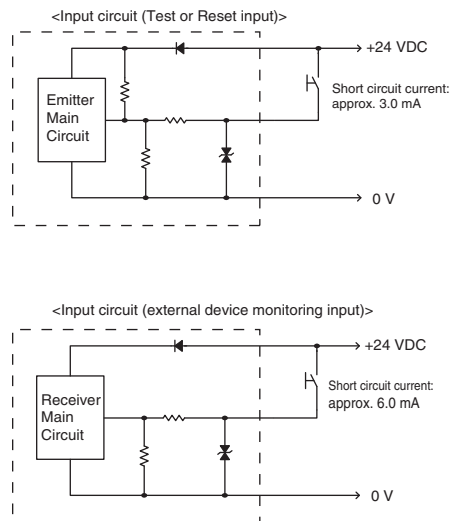 <Input circuit (Test or Reset input)>
+24 VDC
Emitter
Main
Circuit
Short circuit current:
approx. 3.0 mA
0 V
<Input circuit (external device monitoring input)>
+24 VDC
Receiver
Main
Circuit
Short circuit current:
approx. 6.0 mA
0 V